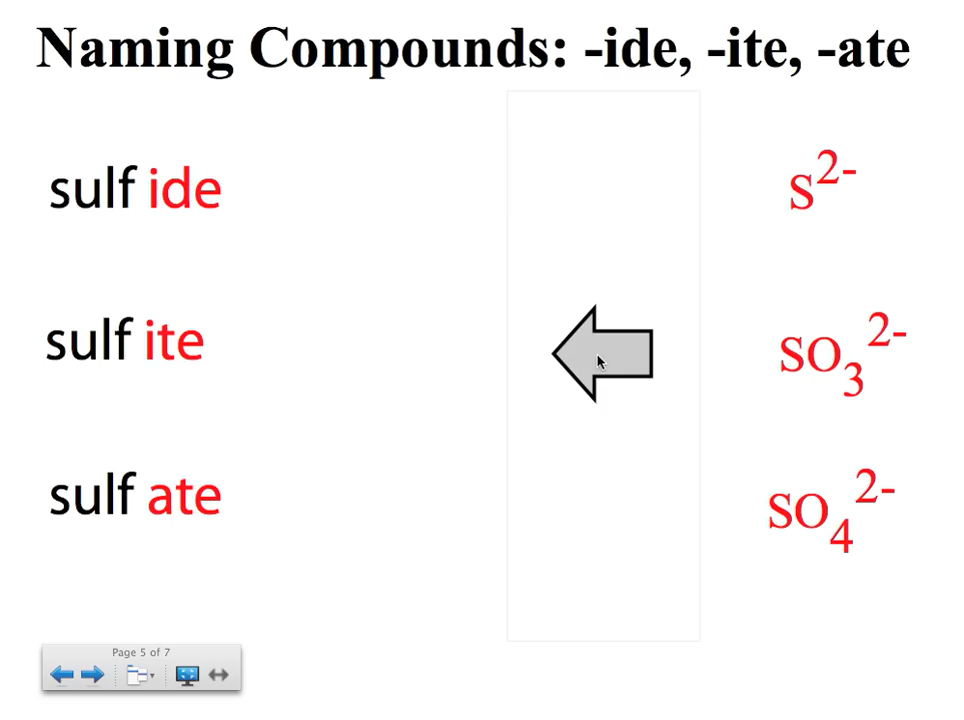 Naming Compounds: -ide, -ite, -ate
sulf ide S²⁻
sulf ite SO₃²⁻
sulf ate SO₄²⁻
Page 5 of 7